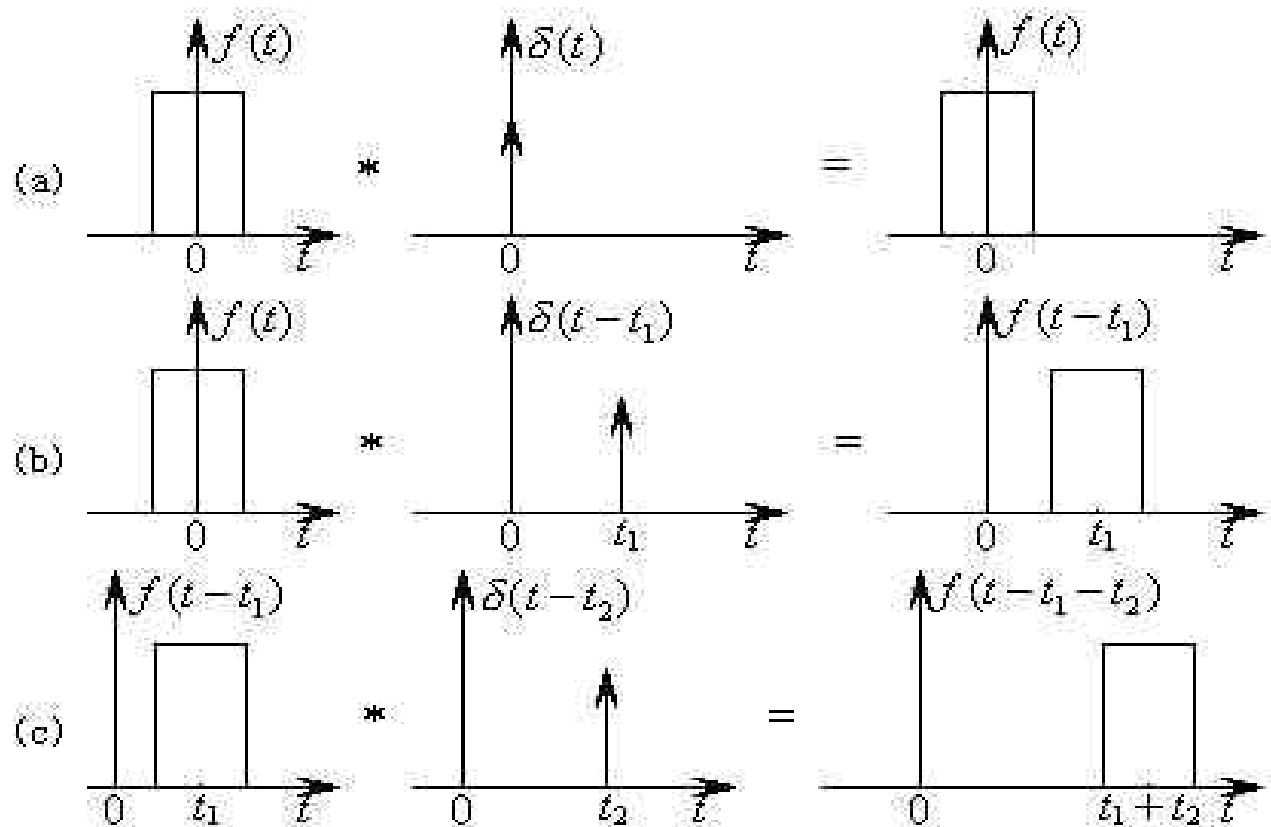 f(t) δ(t) f(t)
(a) * =
0 t 0 t 0 t
f(t) δ(t−t₁) f(t−t₁)
(b) * =
0 t 0 t₁ t 0 t₁ t
f(t−t₁) δ(t−t₂) f(t−t₁−t₂)
(c) * =
0 t₁ t 0 t₂ t 0 t₁+t₂ t